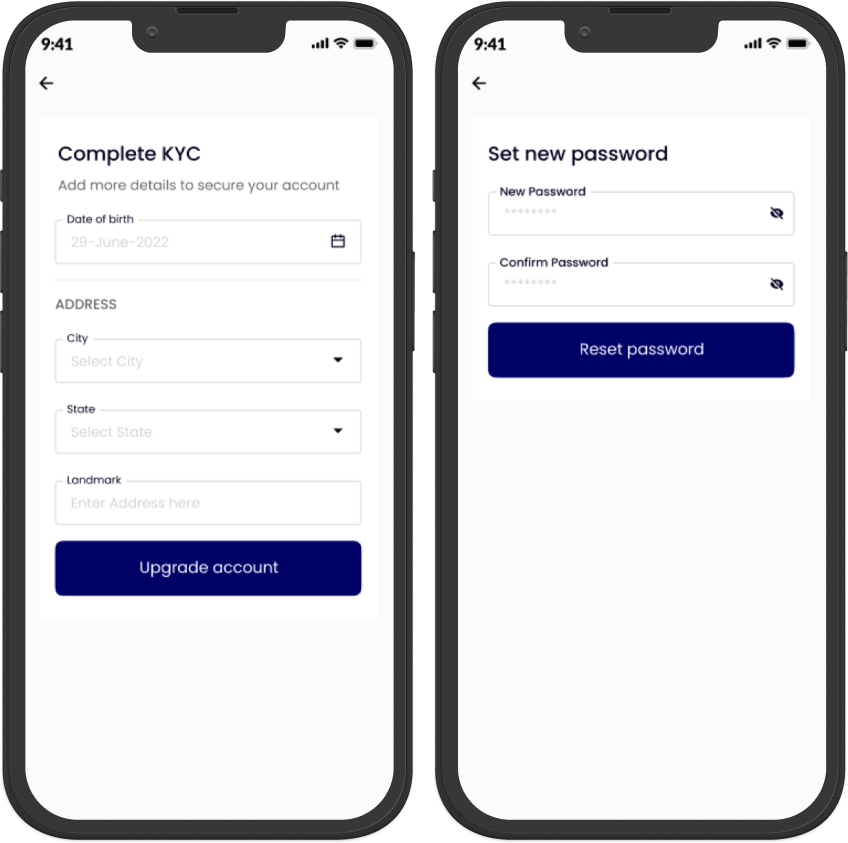 9:41
Complete KYC
Add more details to secure your account
Date of birth
29-June-2022
ADDRESS
City
Select City
State
Select State
Landmark
Enter Address here
Upgrade account
9:41
Set new password
New Password
********
Confirm Password
********
Reset password